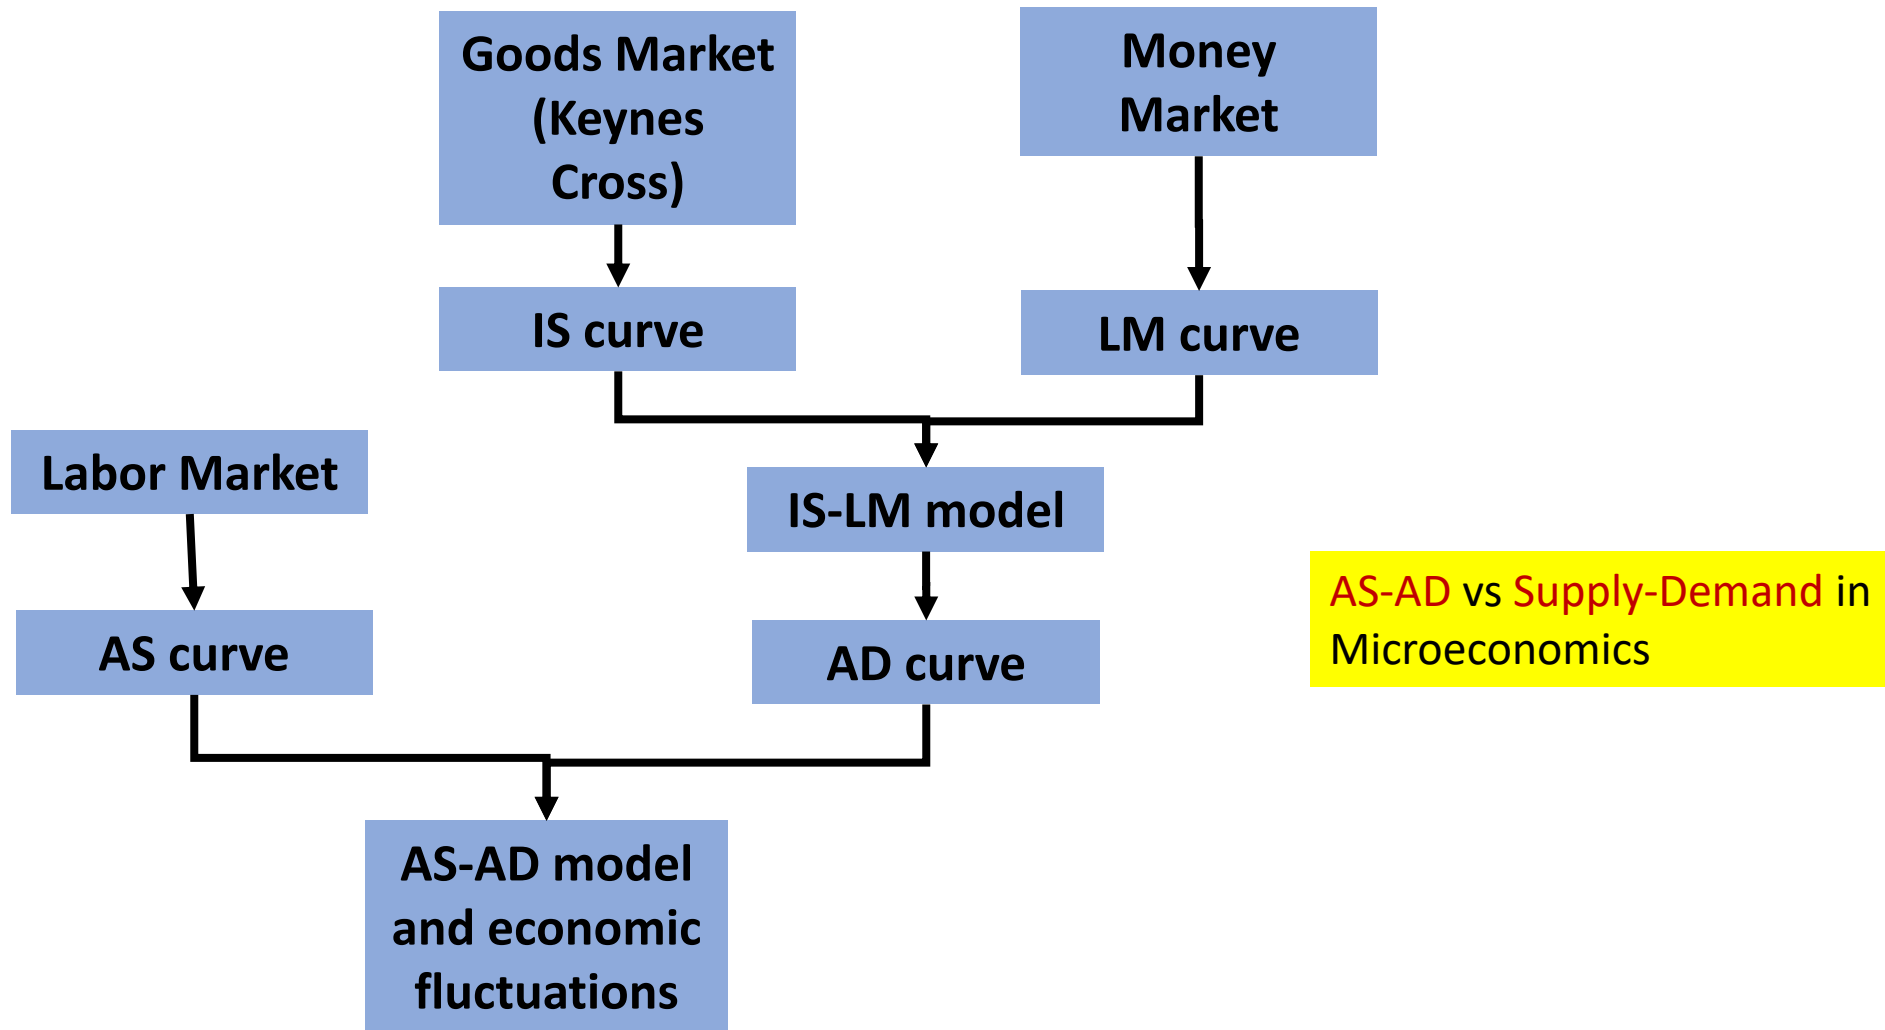 Goods Market
(Keynes
Cross)
Money
Market
IS curve
LM curve
Labor Market
IS-LM model
AS curve
AD curve
AS-AD vs Supply-Demand in
Microeconomics
AS-AD model
and economic
fluctuations